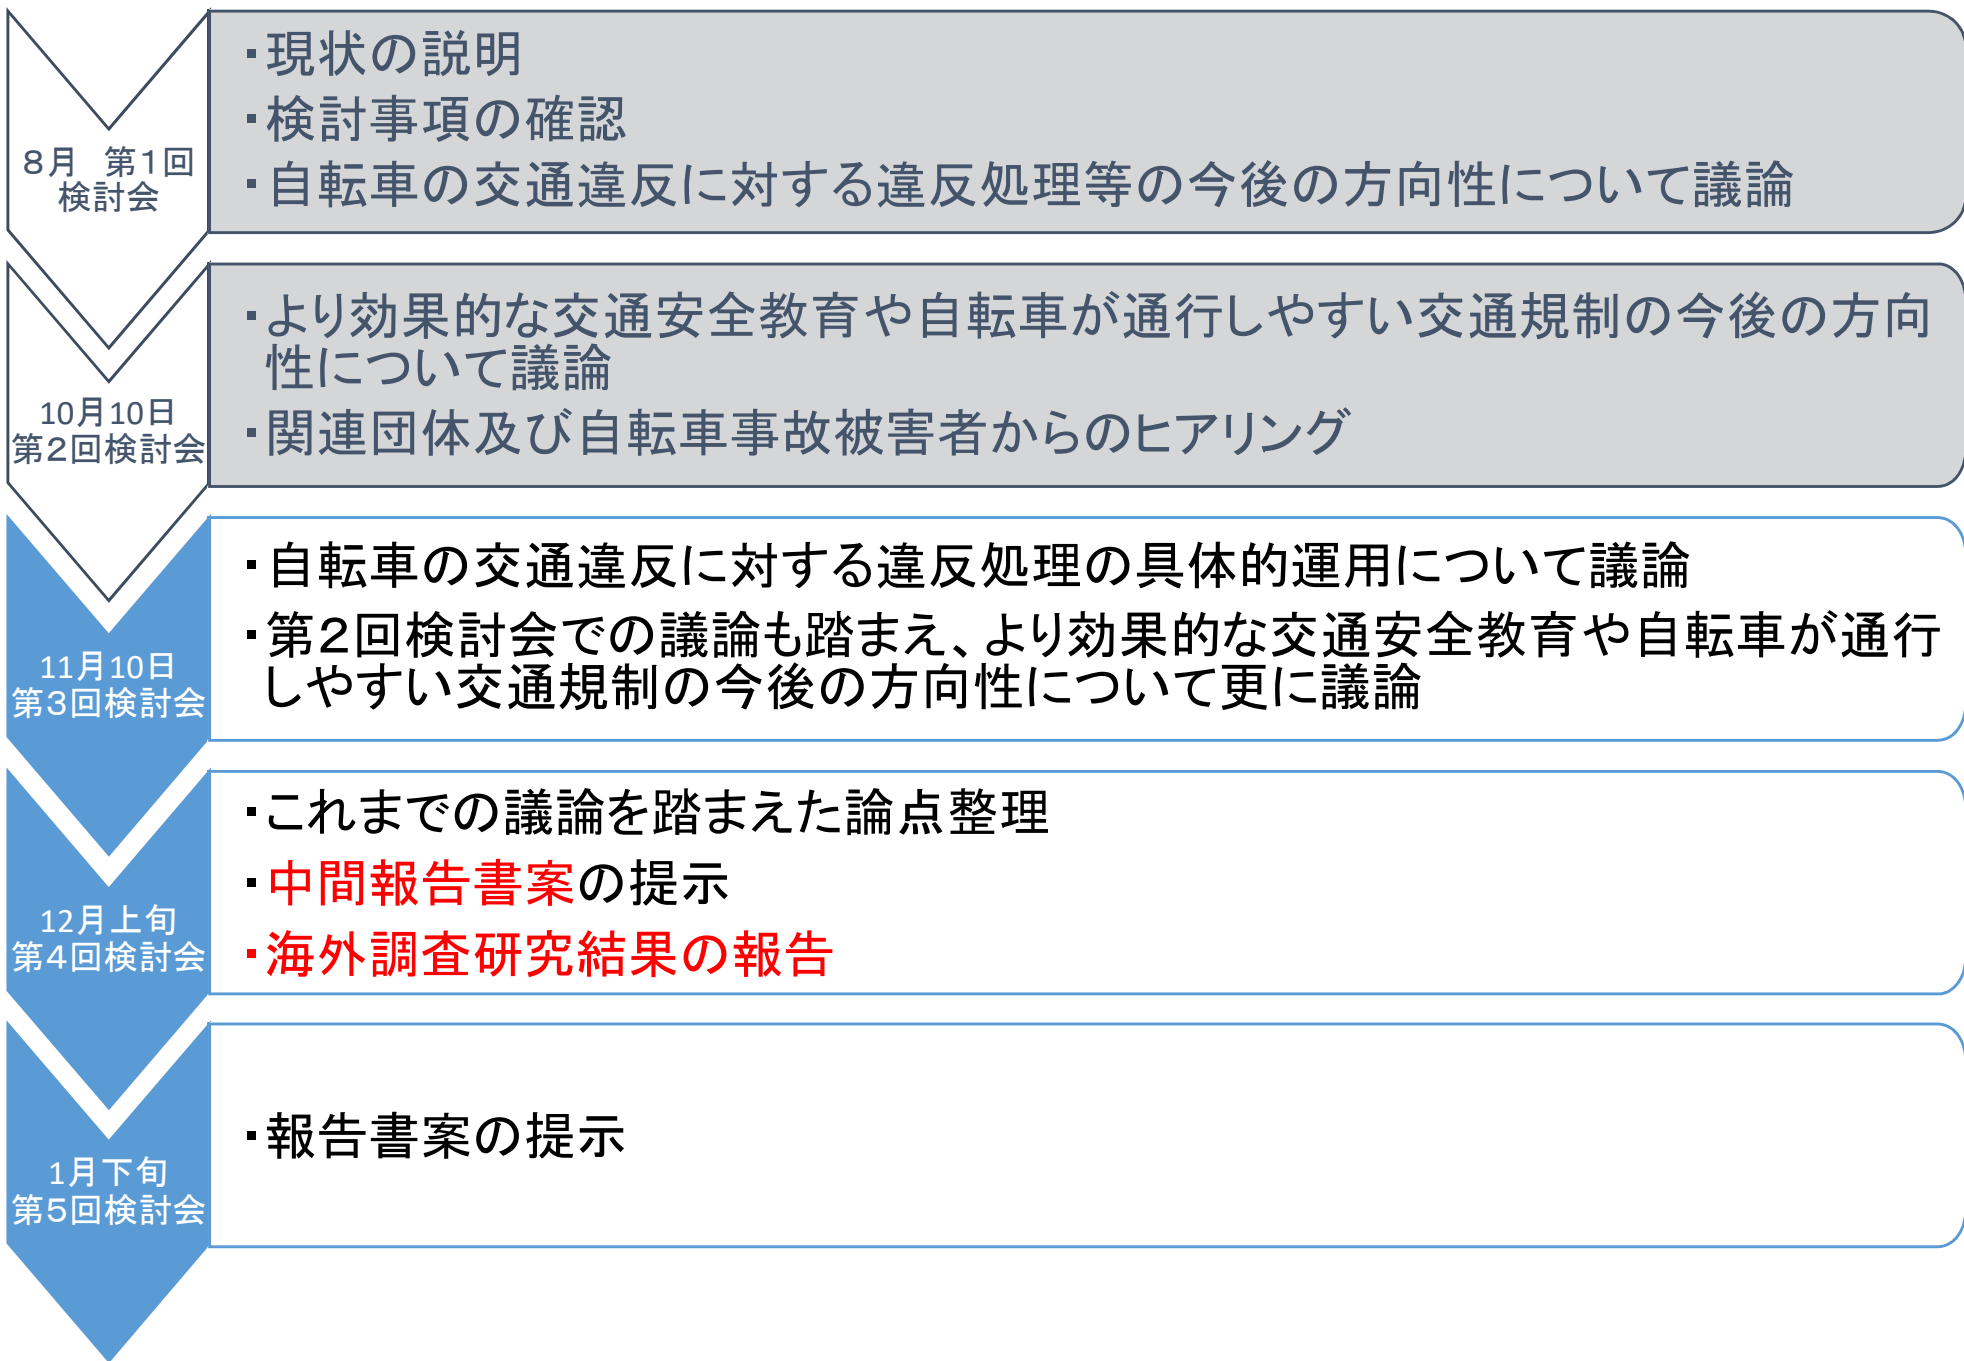 ８月　第１回
検討会
・現状の説明
・検討事項の確認
・自転車の交通違反に対する違反処理等の今後の方向性について議論
10月10日
第２回検討会
・より効果的な交通安全教育や自転車が通行しやすい交通規制の今後の方向
性について議論
・関連団体及び自転車事故被害者からのヒアリング
11月10日
第３回検討会
・自転車の交通違反に対する違反処理の具体的運用について議論
・第２回検討会での議論も踏まえ、より効果的な交通安全教育や自転車が通行
しやすい交通規制の今後の方向性について更に議論
12月上旬
第４回検討会
・これまでの議論を踏まえた論点整理
・中間報告書案の提示
・海外調査研究結果の報告
1月下旬
第５回検討会
・報告書案の提示